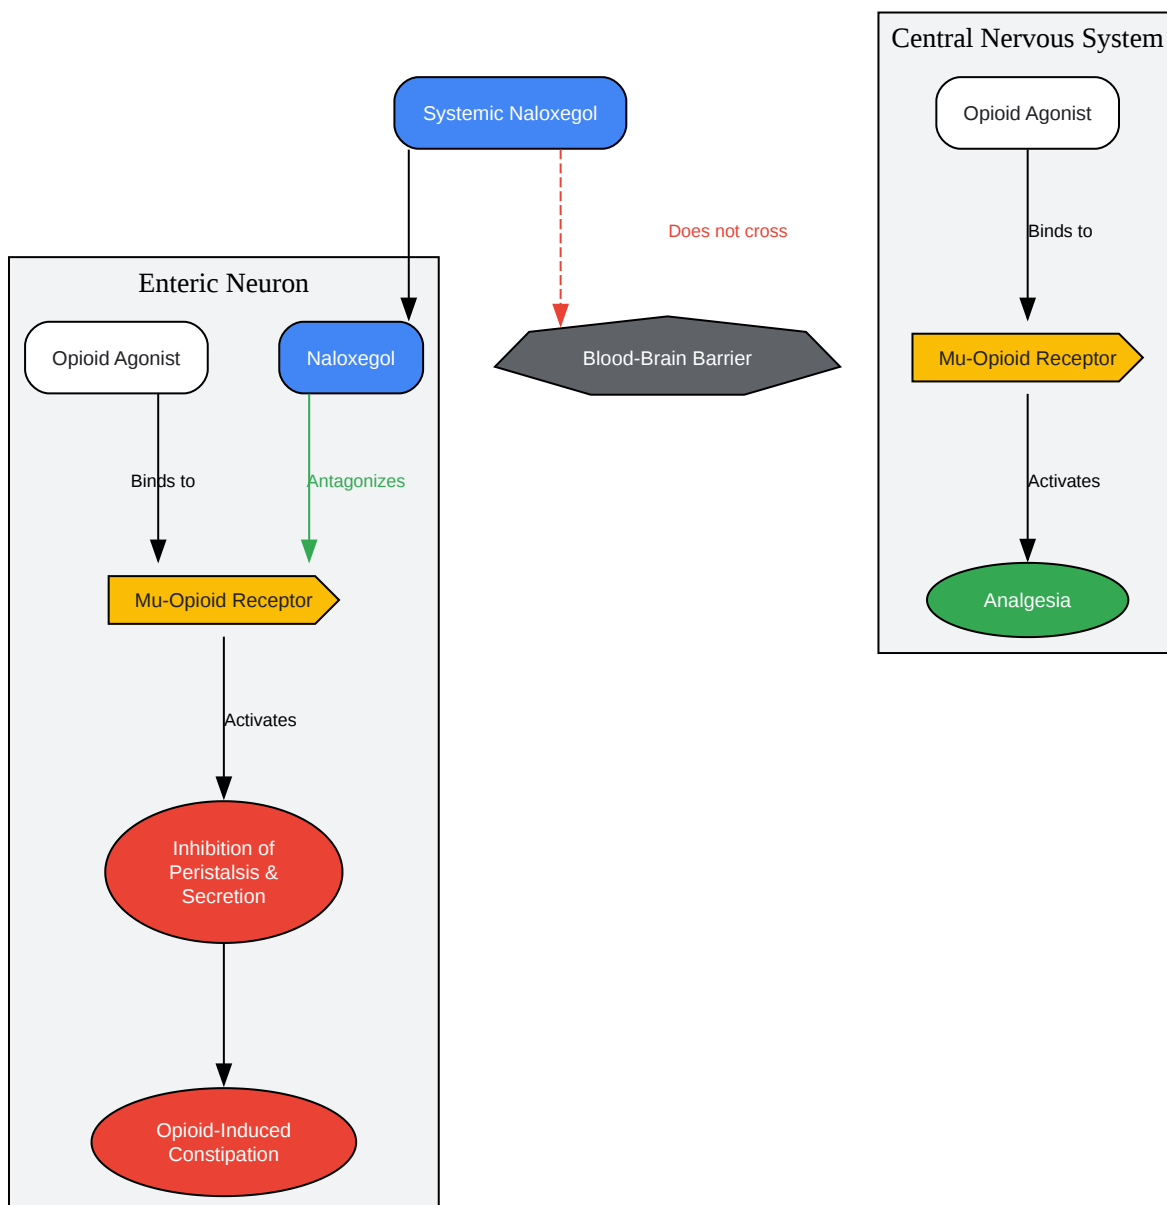 Central Nervous System
Systemic Naloxegol
Opioid Agonist
Does not cross
Binds to
Enteric Neuron
Opioid Agonist
Naloxegol
Blood-Brain Barrier
Mu-Opioid Receptor
Binds to
Antagonizes
Activates
Mu-Opioid Receptor
Analgesia
Activates
Inhibition of
Peristalsis &
Secretion
Opioid-Induced
Constipation